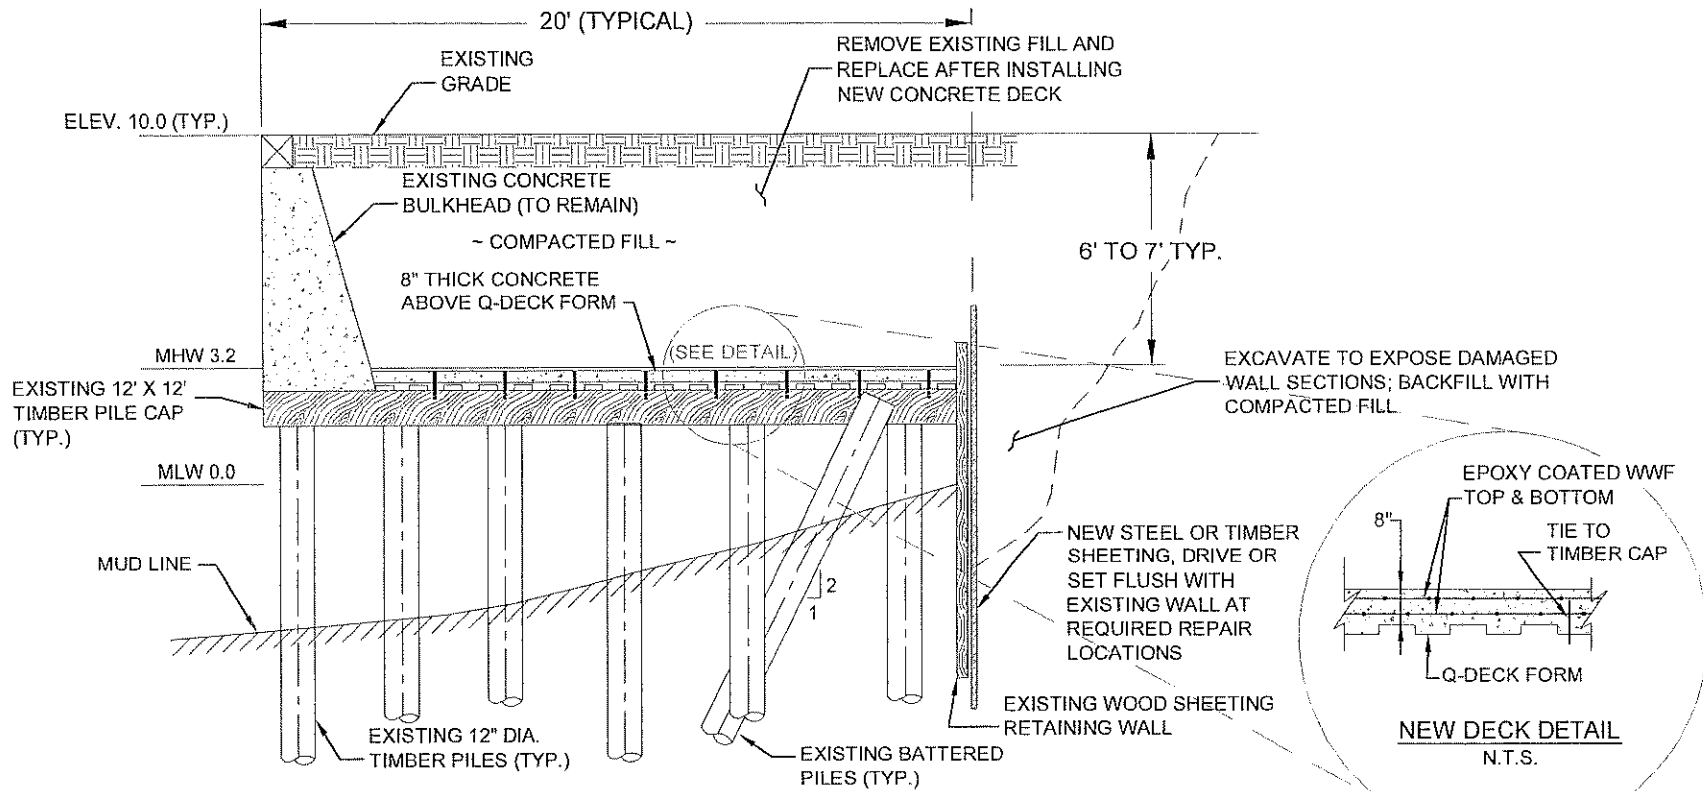 20' (TYPICAL)
EXISTING
GRADE
REMOVE EXISTING FILL AND
REPLACE AFTER INSTALLING
NEW CONCRETE DECK
ELEV. 10.0 (TYP.)
EXISTING CONCRETE
BULKHEAD (TO REMAIN)
~ COMPACTED FILL ~
6' TO 7' TYP.
8" THICK CONCRETE
ABOVE Q-DECK FORM
(SEE DETAIL)
MHW 3.2
EXISTING 12' X 12'
TIMBER PILE CAP
(TYP.)
EXCAVATE TO EXPOSE DAMAGED
WALL SECTIONS; BACKFILL WITH
COMPACTED FILL
MLW 0.0
EPOXY COATED WWF
TOP & BOTTOM
8"
TIE TO
TIMBER CAP
MUD LINE
2
1
NEW STEEL OR TIMBER
SHEETING, DRIVE OR
SET FLUSH WITH
EXISTING WALL AT
REQUIRED REPAIR
LOCATIONS
Q-DECK FORM
EXISTING WOOD SHEETING
RETAINING WALL
NEW DECK DETAIL
N.T.S.
EXISTING 12" DIA.
TIMBER PILES (TYP.)
EXISTING BATTERED
PILES (TYP.)